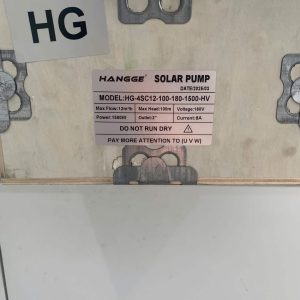 HG
HANGGE SOLAR PUMP
DATE/2025/03
MODEL:HG-4SC12-100-180-1500-HV
Max Flow:12m³/h Max Head:100m Voltage:180V
Power:1500W Outlet:2" Current:8A
DO NOT RUN DRY
PAY MORE ATTENTION TO (U V W)